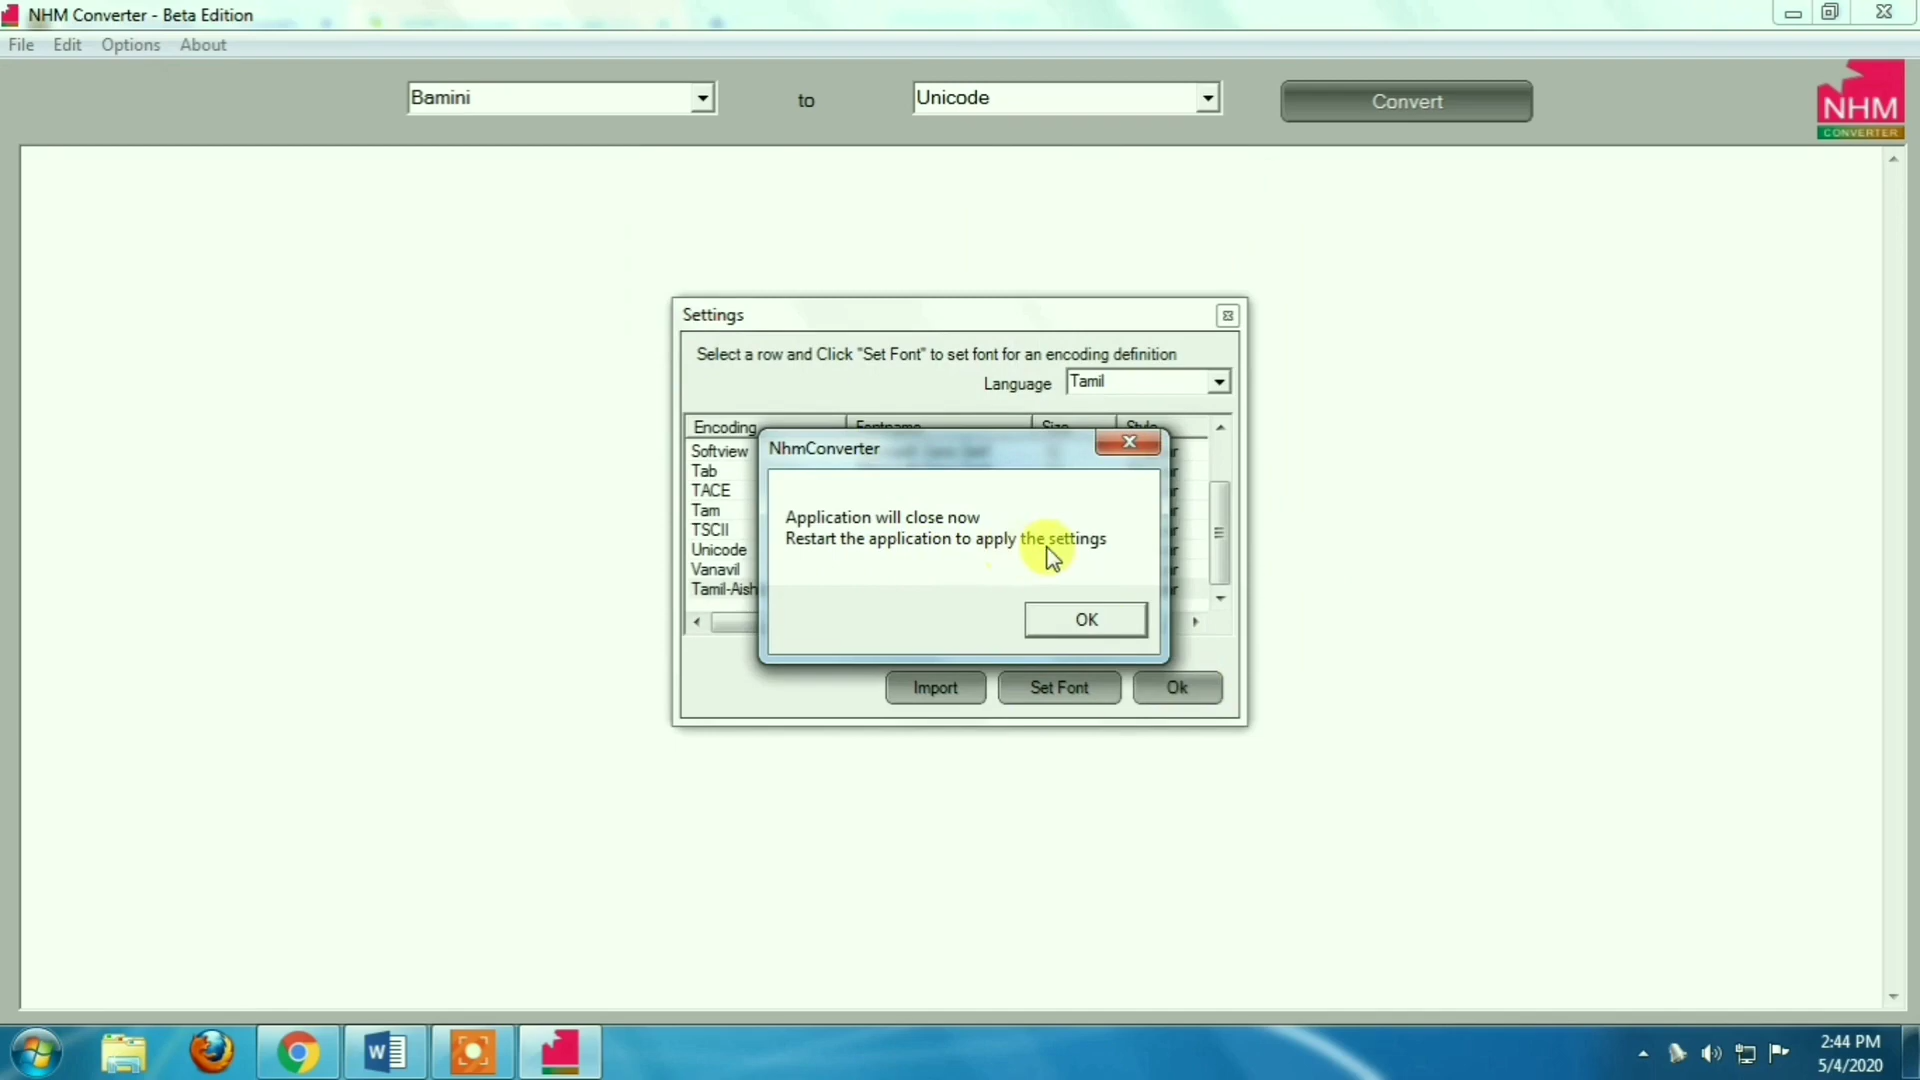 NHM Converter - Beta Edition
File Edit Options About
Bamini to Unicode Convert
NHM
CONVERTER
Settings
Select a row and Click "Set Font" to set font for an encoding definition
Language Tamil
Encoding Fontname Size Style
Softview
Tab
TACE
Tam
TSCII
Unicode
Vanavil
Tamil-Aish
NhmConverter
Application will close now
Restart the application to apply the settings
OK
Import Set Font Ok
2:44 PM
5/4/2020